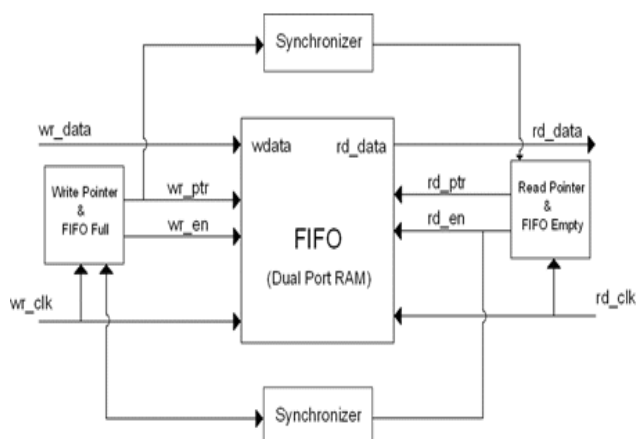 Synchronizer
wr_data
wdata
rd_data
rd_data
Write Pointer
&
FIFO Full
wr_ptr
wr_en
rd_ptr
rd_en
Read Pointer
&
FIFO Empty
FIFO
(Dual Port RAM)
wr_clk
rd_clk
Synchronizer